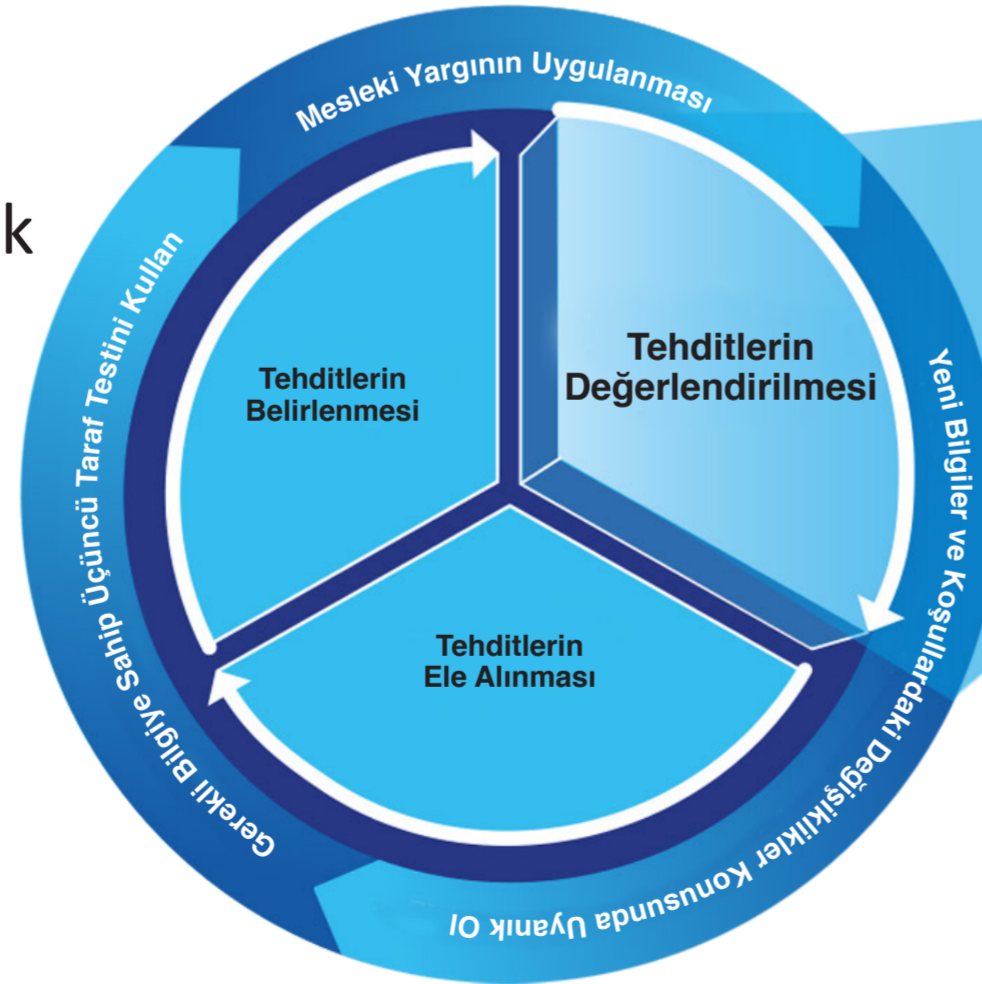 Mesleki Yargının Uygulanması
k
Gerekli Bilgiye Sahip Üçüncü Taraf Testini Kullan
Yeni Bilgiler ve Koşullardaki Değişiklikler Konusunda Uyanık Ol
Tehditlerin
Belirlenmesi
Tehditlerin
Değerlendirilmesi
Tehditlerin
Ele Alınması